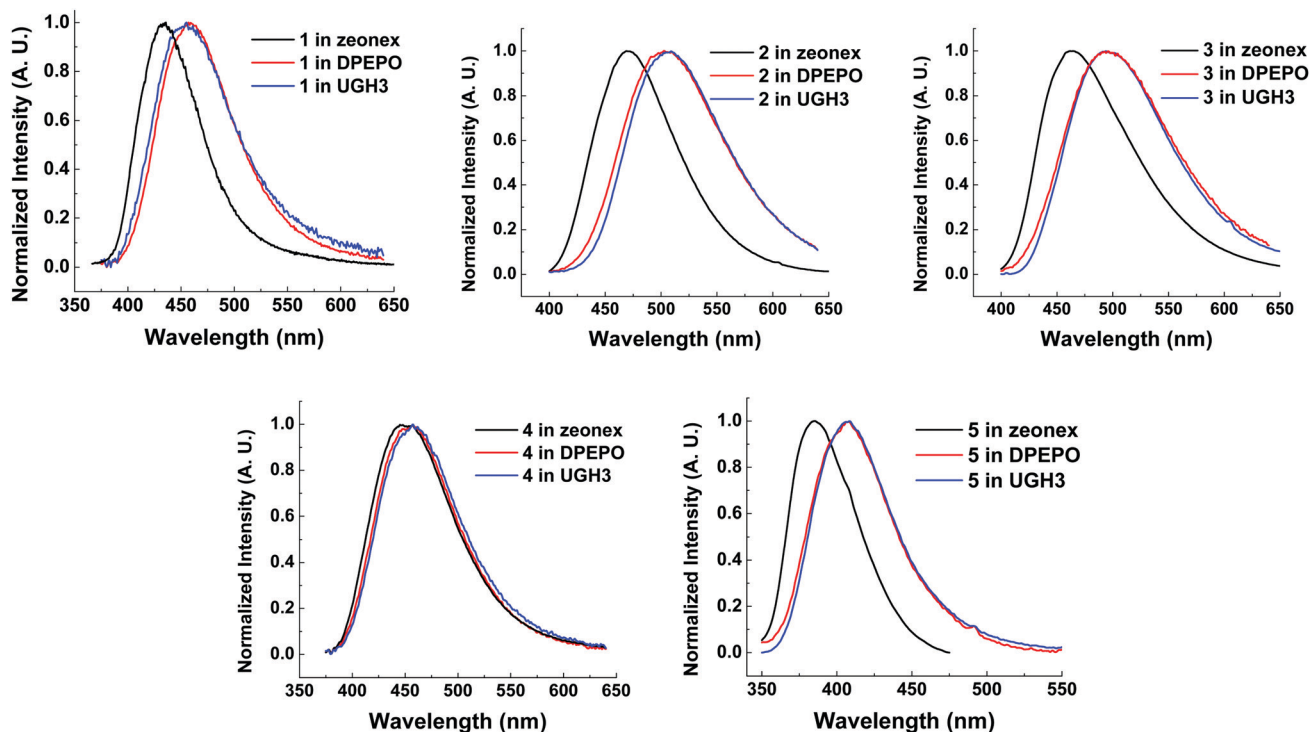 1.0
0.8
0.6
0.4
0.2
0.0
Normalized Intensity (A. U.)
1 in zeonex
1 in DPEPO
1 in UGH3
350 400 450 500 550 600 650
Wavelength (nm)
1.0
0.8
0.6
0.4
0.2
0.0
Normalized Intensity (A. U.)
2 in zeonex
2 in DPEPO
2 in UGH3
400 450 500 550 600 650
Wavelength (nm)
1.0
0.8
0.6
0.4
0.2
0.0
Normalized Intensity (A. U.)
3 in zeonex
3 in DPEPO
3 in UGH3
400 450 500 550 600 650
Wavelength (nm)
1.0
0.8
0.6
0.4
0.2
0.0
Normalized Intensity (A. U.)
4 in zeonex
4 in DPEPO
4 in UGH3
300 350 400 450 500 550 600 650
Wavelength (nm)
1.0
0.8
0.6
0.4
0.2
0.0
Normalized Intensity (A. U.)
5 in zeonex
5 in DPEPO
5 in UGH3
350 400 450 500 550
Wavelength (nm)